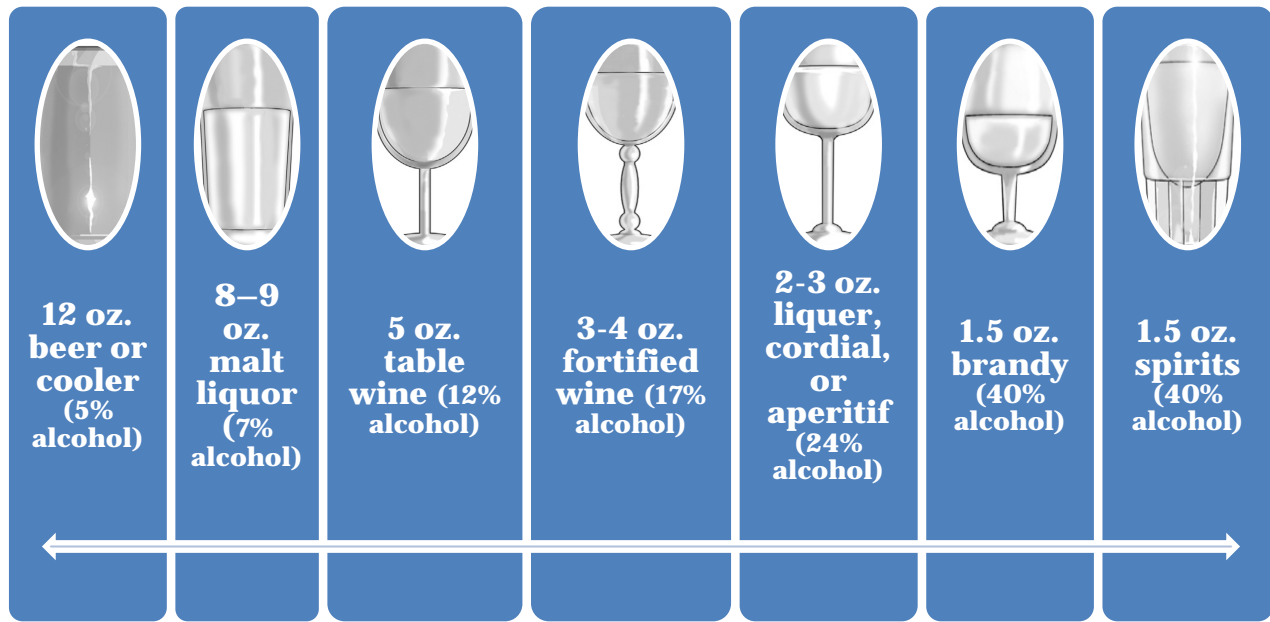 12 oz.
beer or
cooler
(5%
alcohol)
8–9
oz.
malt
liquor
(7%
alcohol)
5 oz.
table
wine (12%
alcohol)
3-4 oz.
fortified
wine (17%
alcohol)
2-3 oz.
liquer,
cordial,
or
aperitif
(24%
alcohol)
1.5 oz.
brandy
(40%
alcohol)
1.5 oz.
spirits
(40%
alcohol)